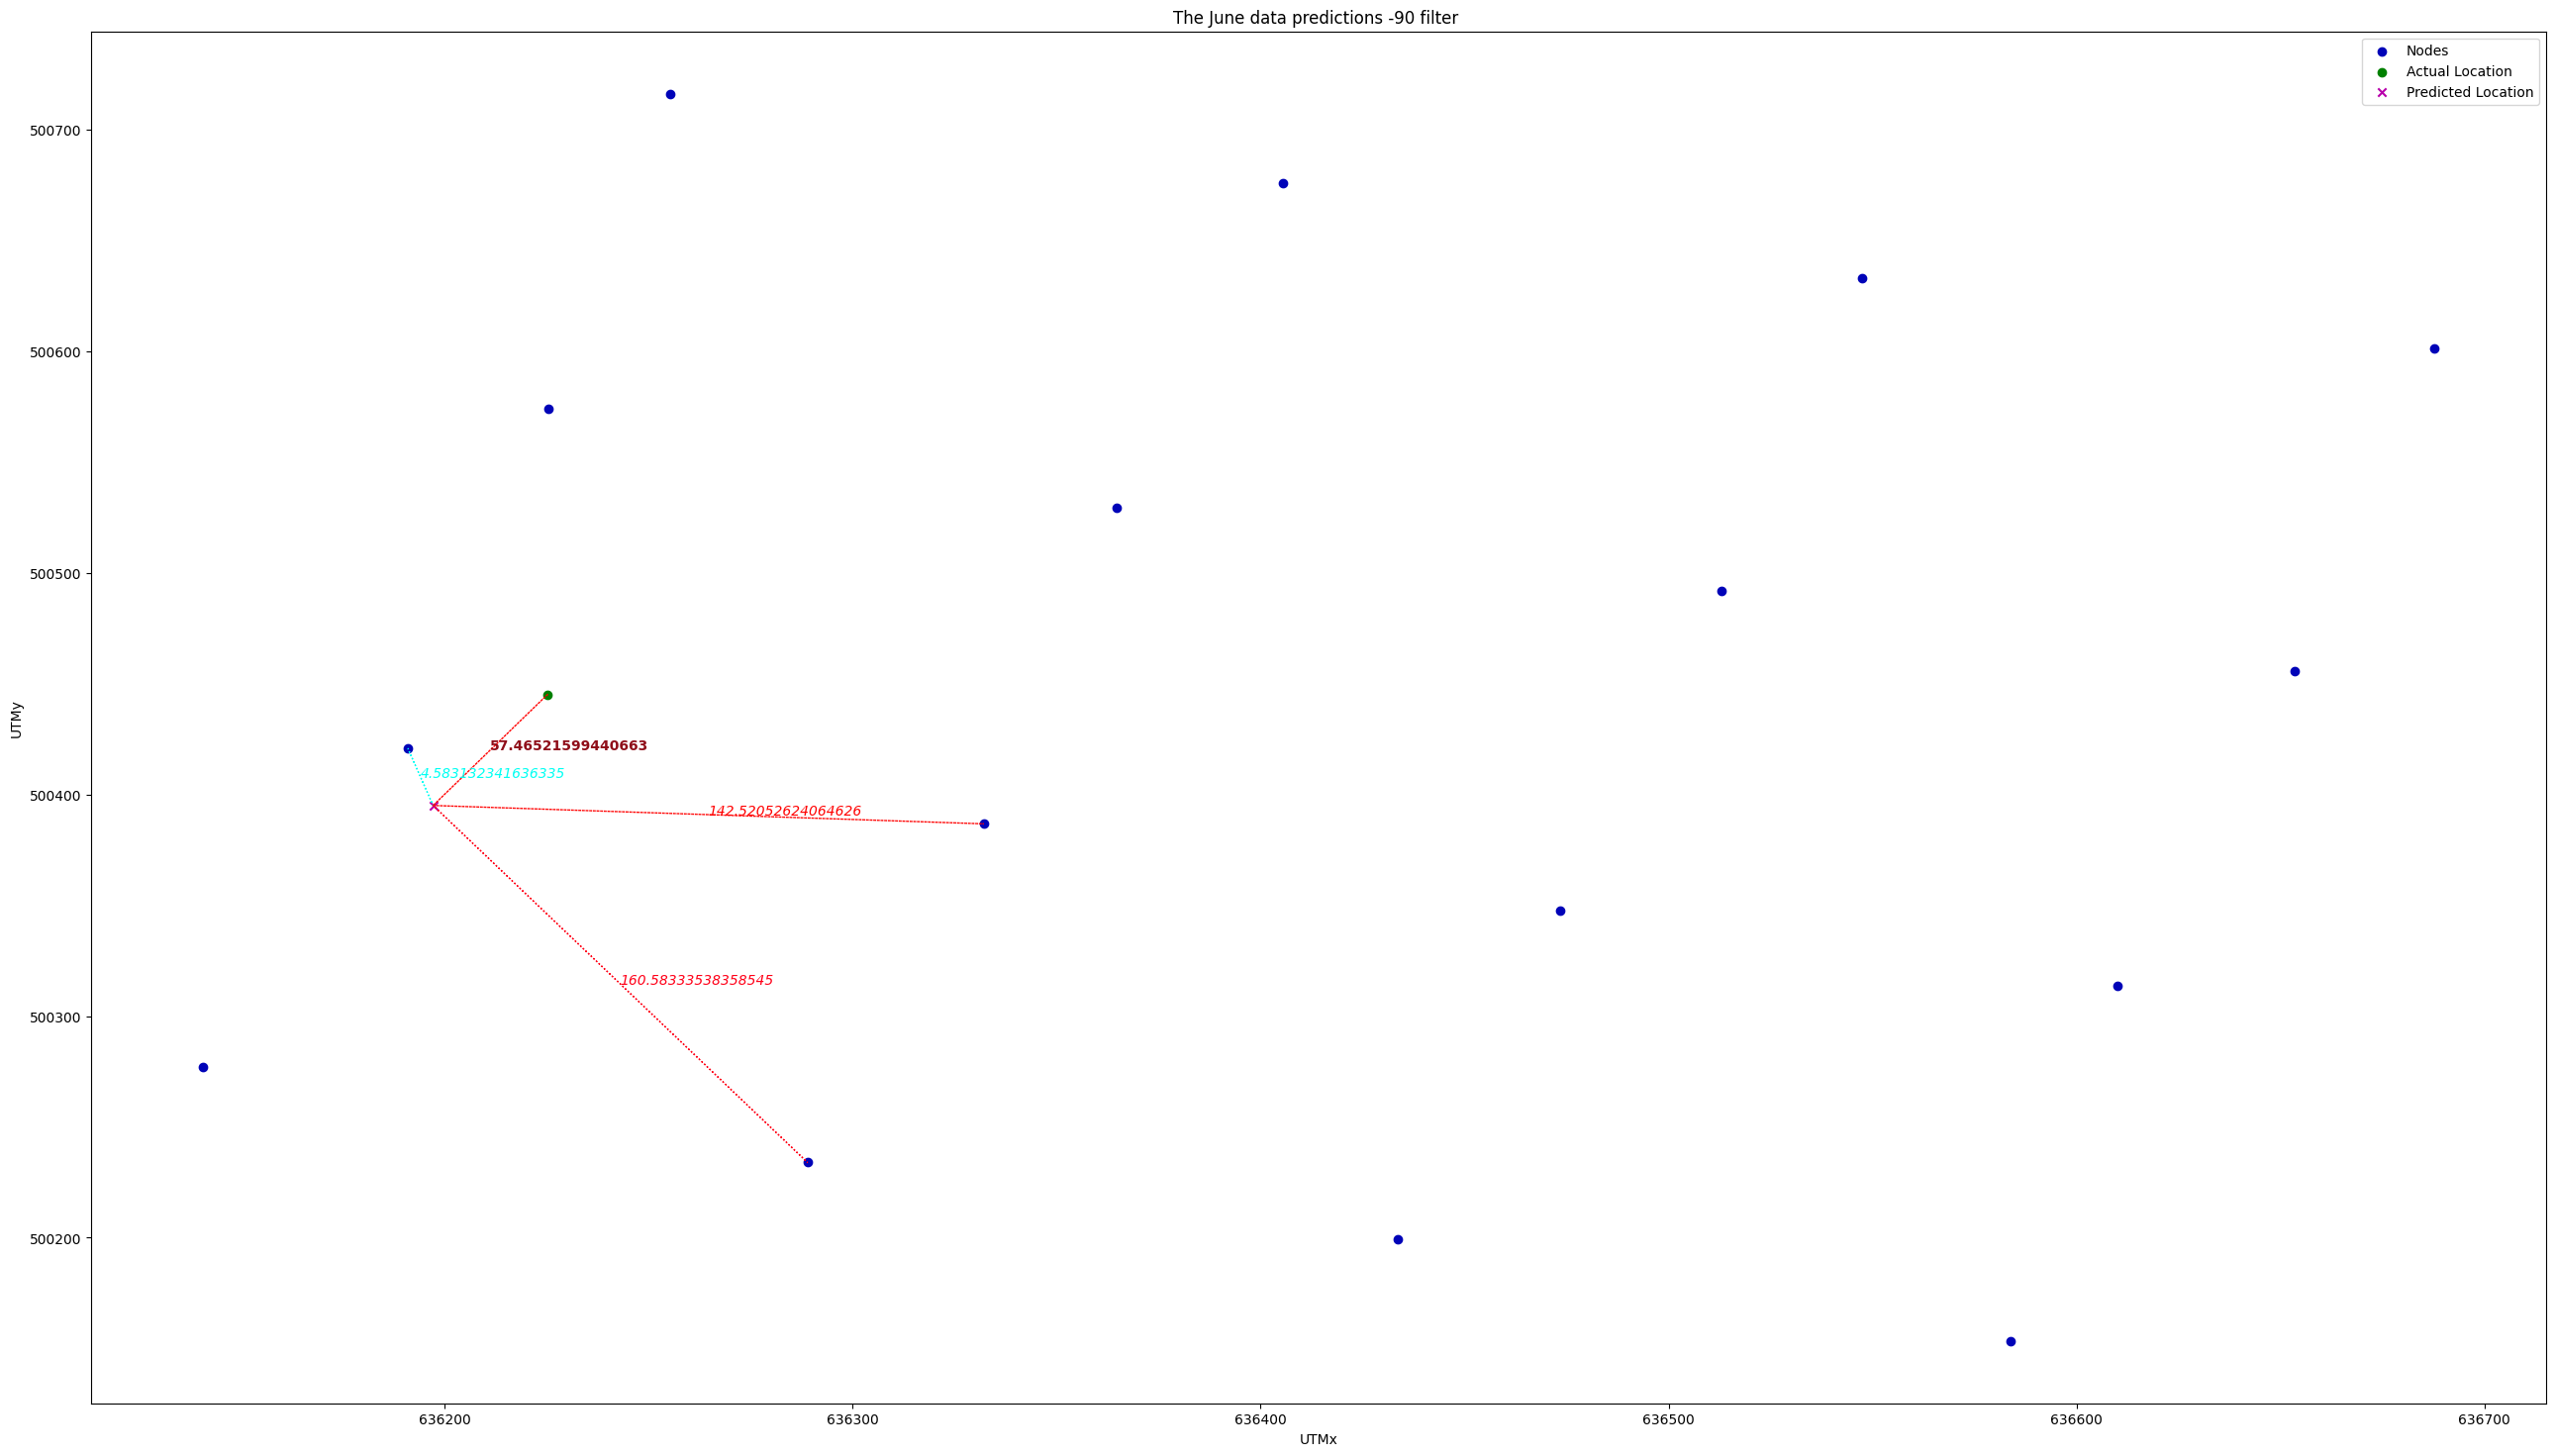 The June data predictions -90 filter
Nodes
Actual Location
Predicted Location
500700
500600
500500
500400
500300
500200
UTMy
57.46521599440663
4.583132341636335
142.52052624064626
160.58333538358545
636200
636300
636400
636500
636600
636700
UTMx